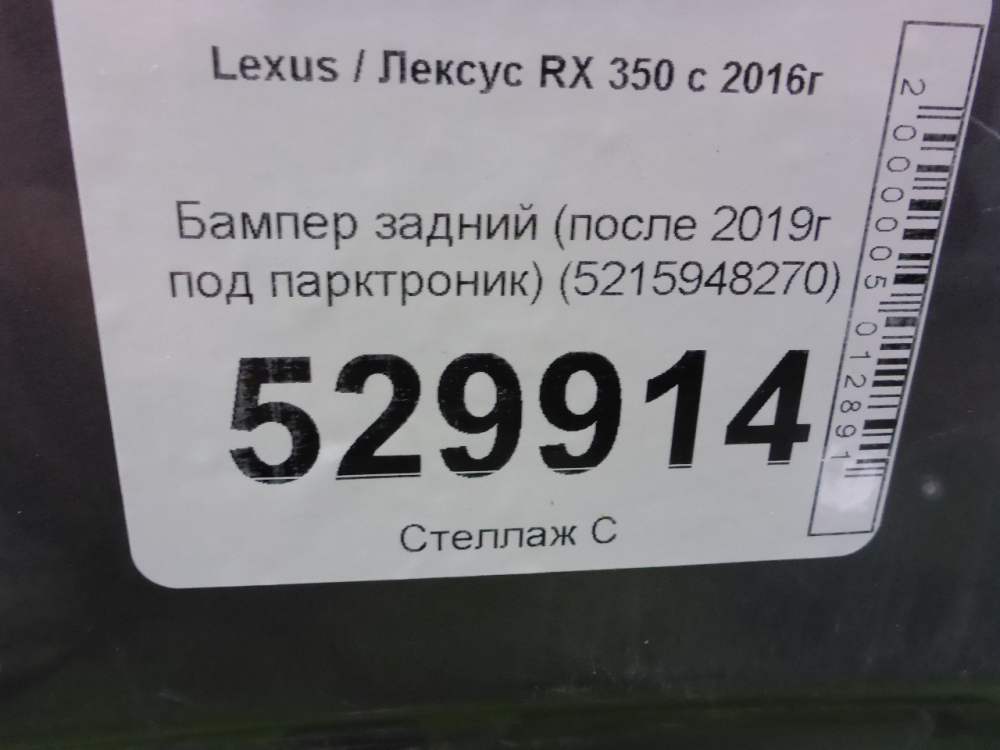 Lexus / Лексус RX 350 с 2016г
Бампер задний (после 2019г
под парктроник) (5215948270)
529914
Стеллаж С
2000005012891